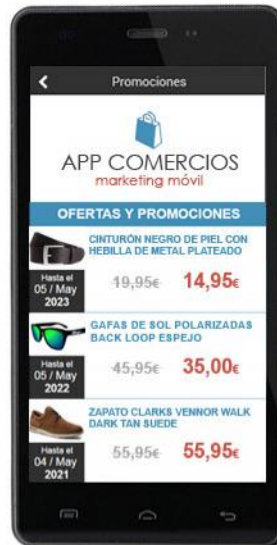 Promociones
APP COMERCIOS
marketing móvil
OFERTAS Y PROMOCIONES
CINTURÓN NEGRO DE PIEL CON
HEBILLA DE METAL PLATEADO
Hasta el
05 / May
2023
19,95€ 14,95€
GAFAS DE SOL POLARIZADAS
BACK LOOP ESPEJO
Hasta el
05 / May
2022
45,95€ 35,00€
ZAPATO CLARKS VENNOR WALK
DARK TAN SUEDE
Hasta el
04 / May
2021
55,95€ 55,95€